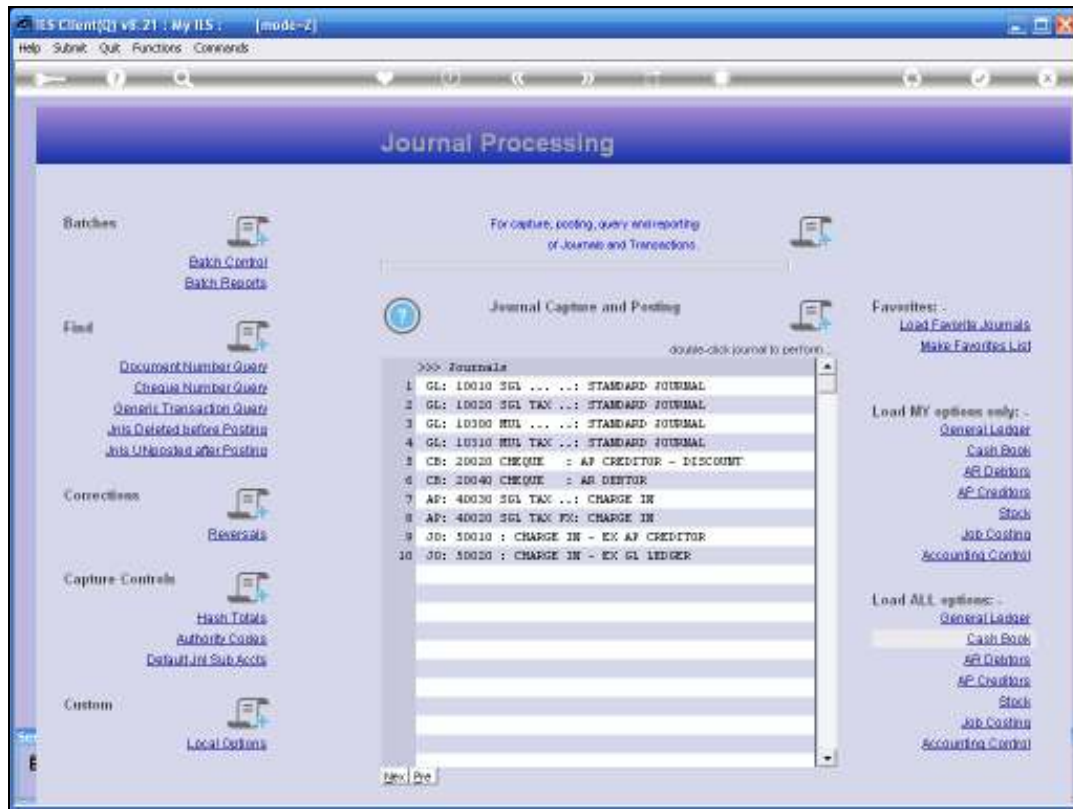 IES Client(Q) v8.21 : My IES : [mode=2]
Help Submit Quit Functions Commands
Journal Processing
Batches
Batch Control
Batch Reports
Find
Document Number Query
Cheque Number Query
Generic Transaction Query
Jnls Deleted before Posting
Jnls UNposted after Posting
Corrections
Reversals
Capture Controls
Hash Totals
Authority Codes
Default Jnl Sub Accts
Custom
Local Options
For capture, posting, query and reporting
of Journals and Transactions
Journal Capture and Posting
double-click journal to perform ..
>>> Journals
1 GL: 10010 SGL ... ..: STANDARD JOURNAL
2 GL: 10020 SGL TAX ..: STANDARD JOURNAL
3 GL: 10300 MUL ... ..: STANDARD JOURNAL
4 GL: 10310 MUL TAX ..: STANDARD JOURNAL
5 CB: 20020 CHEQUE : AP CREDITOR - DISCOUNT
6 CB: 20040 CHEQUE : AR DEBTOR
7 AP: 40030 SGL TAX ..: CHARGE IN
8 AP: 40020 SGL TAX FX: CHARGE IN
9 JO: 50010 : CHARGE IN - EX AP CREDITOR
10 JO: 50020 : CHARGE IN - EX GL LEDGER
Nex Pre
Favorites: -
Load Favorite Journals
Make Favorites List
Load MY options only: -
General Ledger
Cash Book
AR Debtors
AP Creditors
Stock
Job Costing
Accounting Control
Load ALL options: -
General Ledger
Cash Book
AR Debtors
AP Creditors
Stock
Job Costing
Accounting Control